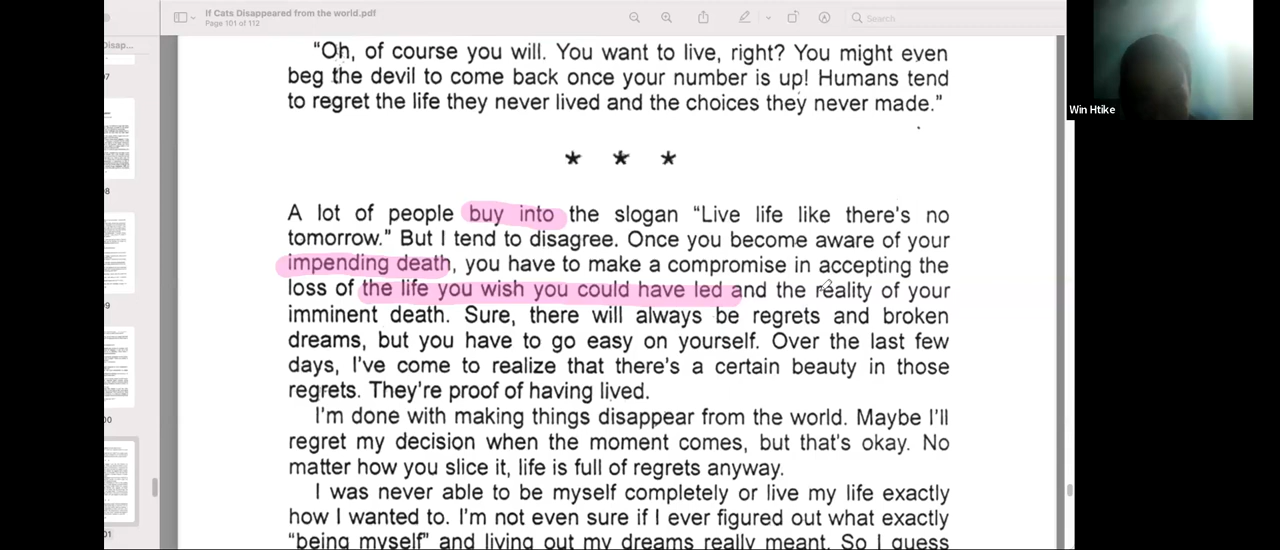 If Cats Disappeared from the world.pdf
Page 101 of 112
Search
Disap...
Win Htike
"Oh, of course you will. You want to live, right? You might even
beg the devil to come back once your number is up! Humans tend
to regret the life they never lived and the choices they never made."
* * *
A lot of people buy into the slogan "Live life like there's no
tomorrow." But I tend to disagree. Once you become aware of your
impending death, you have to make a compromise in accepting the
loss of the life you wish you could have led and the reality of your
imminent death. Sure, there will always be regrets and broken
dreams, but you have to go easy on yourself. Over the last few
days, I've come to realize that there's a certain beauty in those
regrets. They're proof of having lived.
I'm done with making things disappear from the world. Maybe I'll
regret my decision when the moment comes, but that's okay. No
matter how you slice it, life is full of regrets anyway.
I was never able to be myself completely or live my life exactly
how I wanted to. I'm not even sure if I ever figured out what exactly
"being myself" and living out my dreams really meant. So I guess